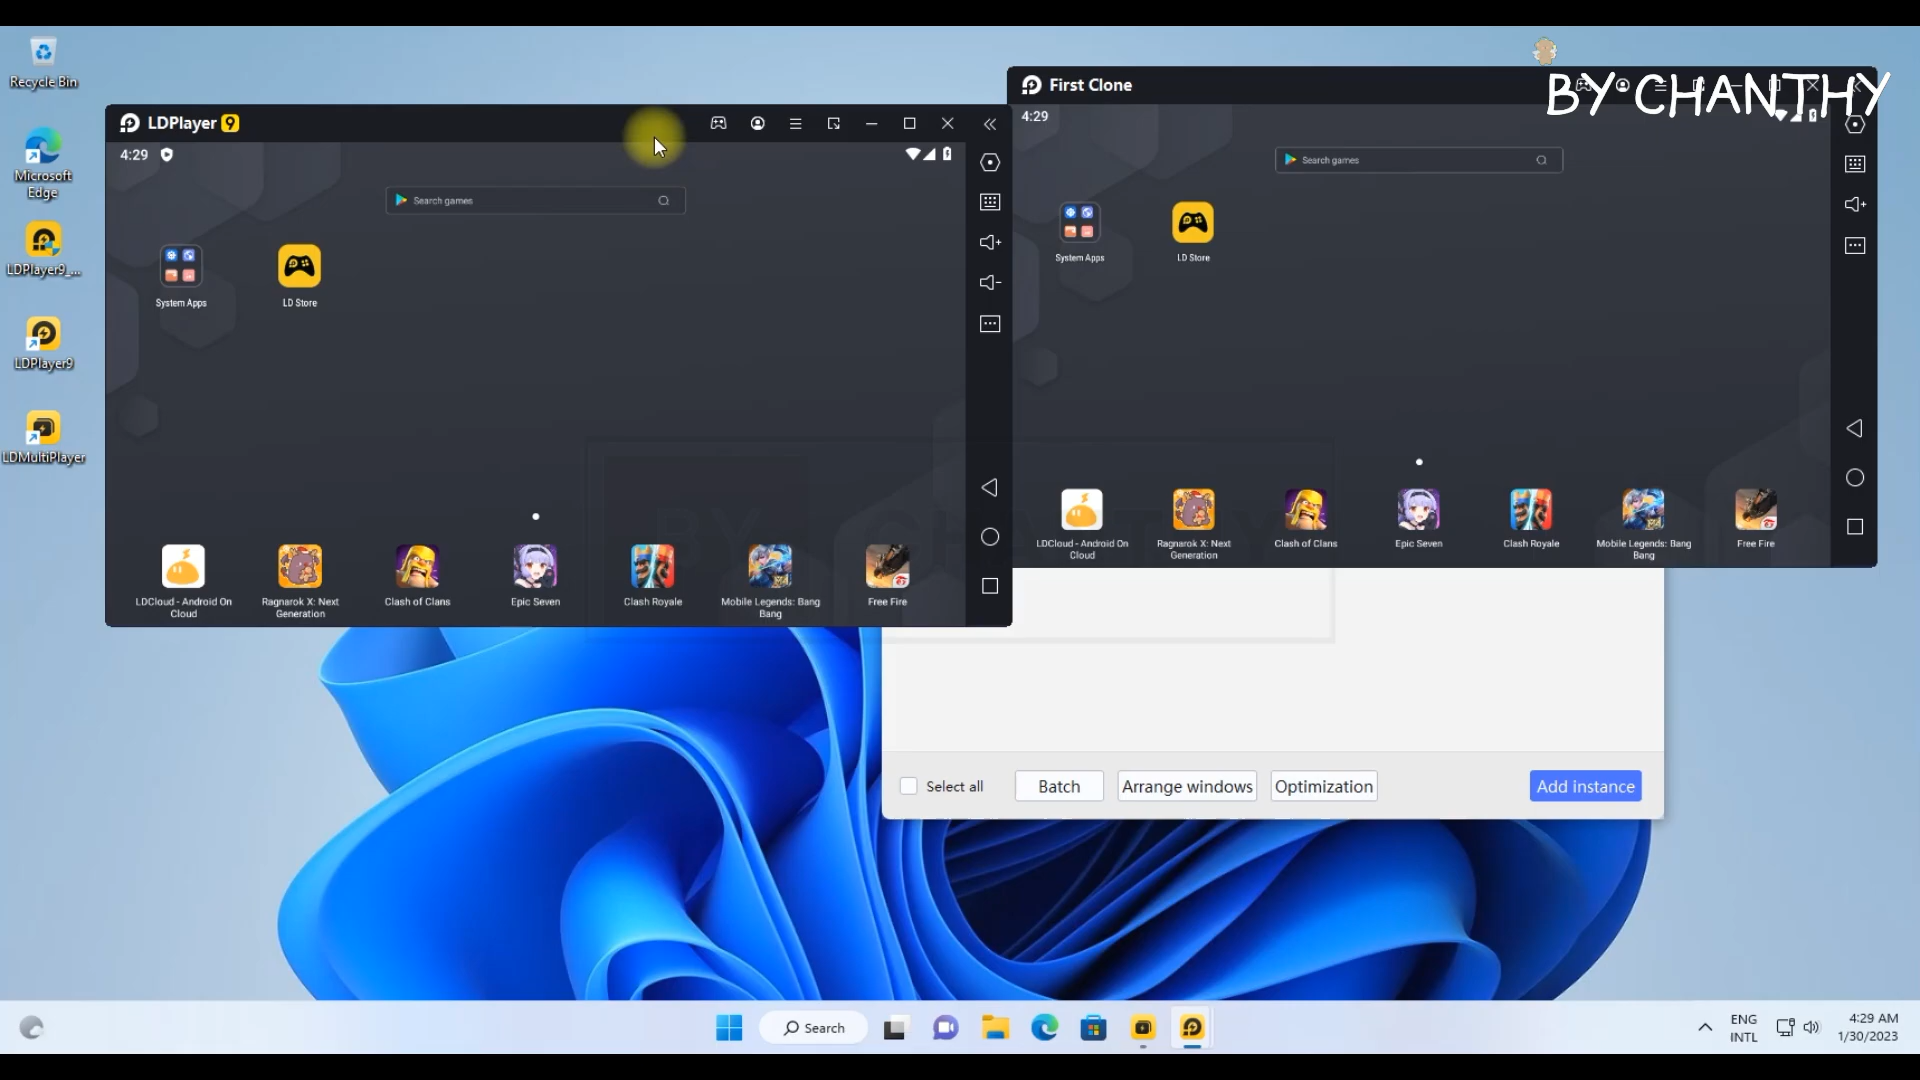 Recycle Bin
Microsoft
Edge
LDPlayer9_...
LDPlayer9
LDMultiPlayer
LDPlayer 9
4:29
Search games
System Apps
LD Store
LDCloud - Android On
Cloud
Ragnarok X: Next
Generation
Clash of Clans
Epic Seven
Clash Royale
Mobile Legends: Bang
Bang
Free Fire
First Clone
BY CHANTHY
4:29
Search games
System Apps
LD Store
LDCloud - Android On
Cloud
Ragnarok X: Next
Generation
Clash of Clans
Epic Seven
Clash Royale
Mobile Legends: Bang
Bang
Free Fire
BY CHANTHY
Select all
Batch
Arrange windows
Optimization
Add instance
Search
ENG
INTL
4:29 AM
1/30/2023